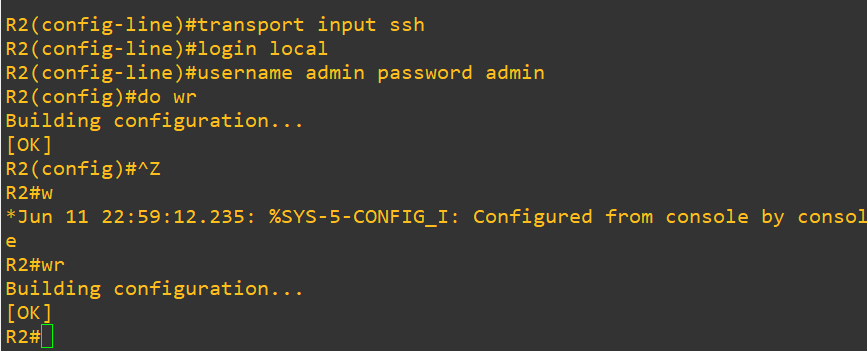 R2(config-line)#transport input ssh
R2(config-line)#login local
R2(config-line)#username admin password admin
R2(config)#do wr
Building configuration...
[OK]
R2(config)#^Z
R2#w
*Jun 11 22:59:12.235: %SYS-5-CONFIG_I: Configured from console by consol
e
R2#wr
Building configuration...
[OK]
R2#